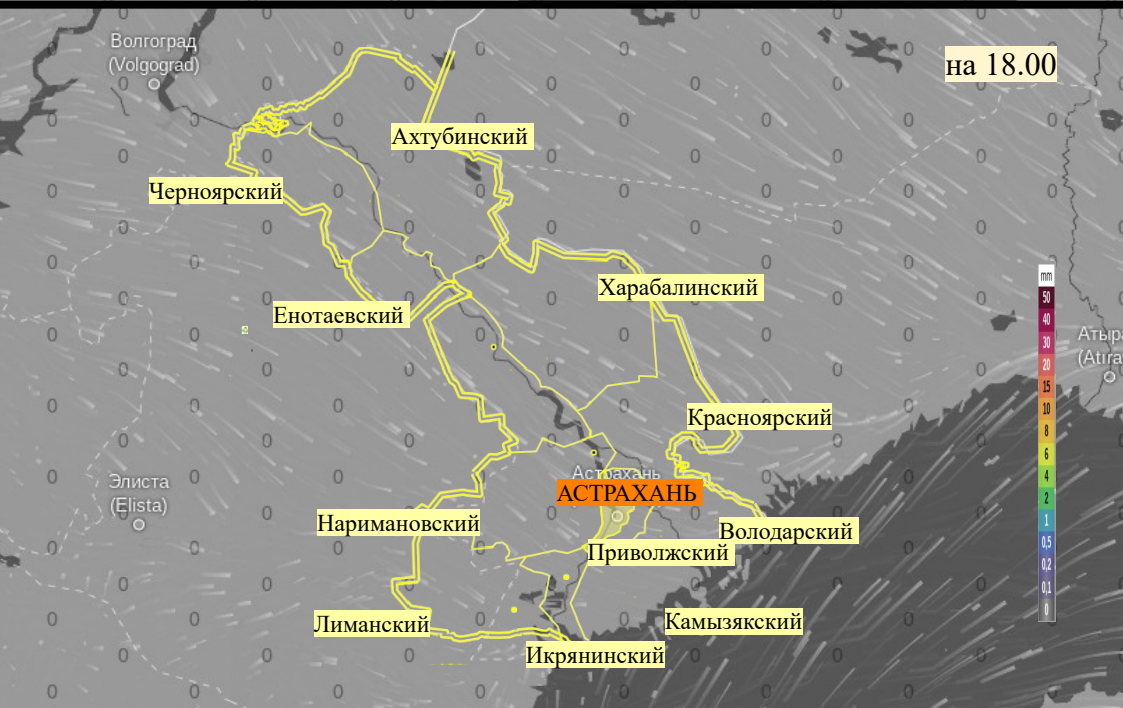 Волгоград
(Volgograd)
на 18.00
Ахтубинский
Черноярский
Харабалинский
Енотаевский
mm
50
40
30
20
15
10
8
6
4
2
1
0,5
0,2
0,1
0
Атыра
(Atıra
Красноярский
Астрахань
Элиста
(Elista)
АСТРАХАНЬ
Наримановский
Володарский
Приволжский
Лиманский
Камызякский
Икрянинский